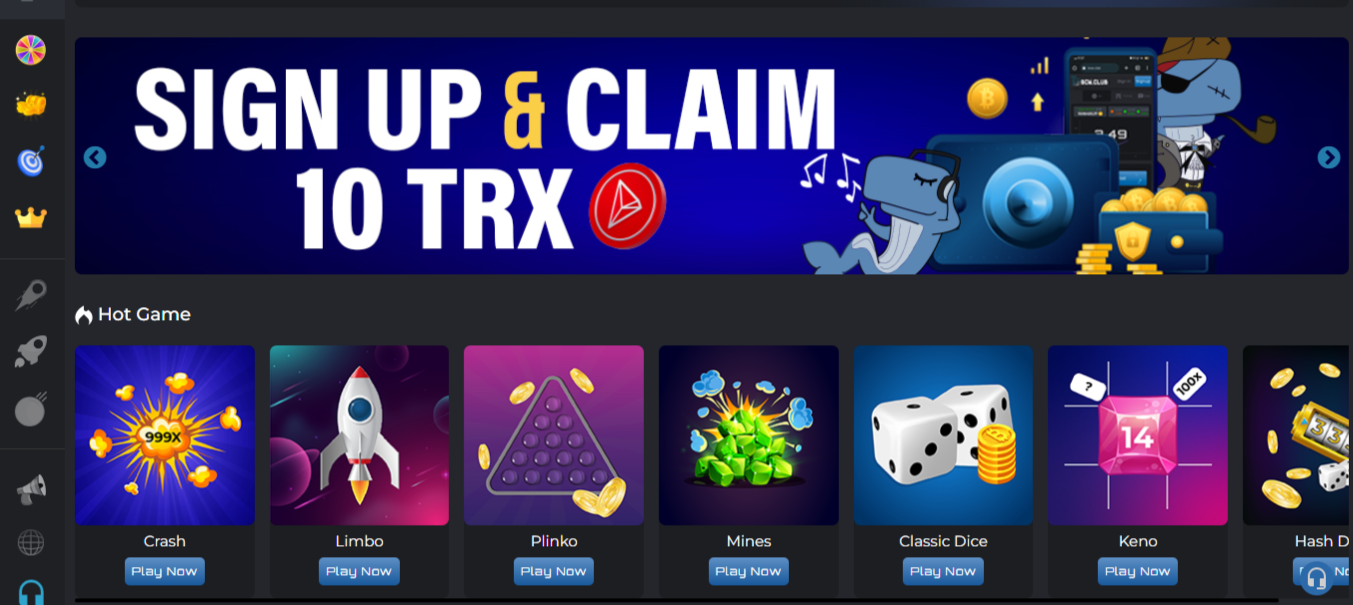 SIGN UP & CLAIM
10 TRX
Hot Game
999X
?
100X
14
Crash
Limbo
Plinko
Mines
Classic Dice
Keno
Hash D
Play Now
Play Now
Play Now
Play Now
Play Now
Play Now